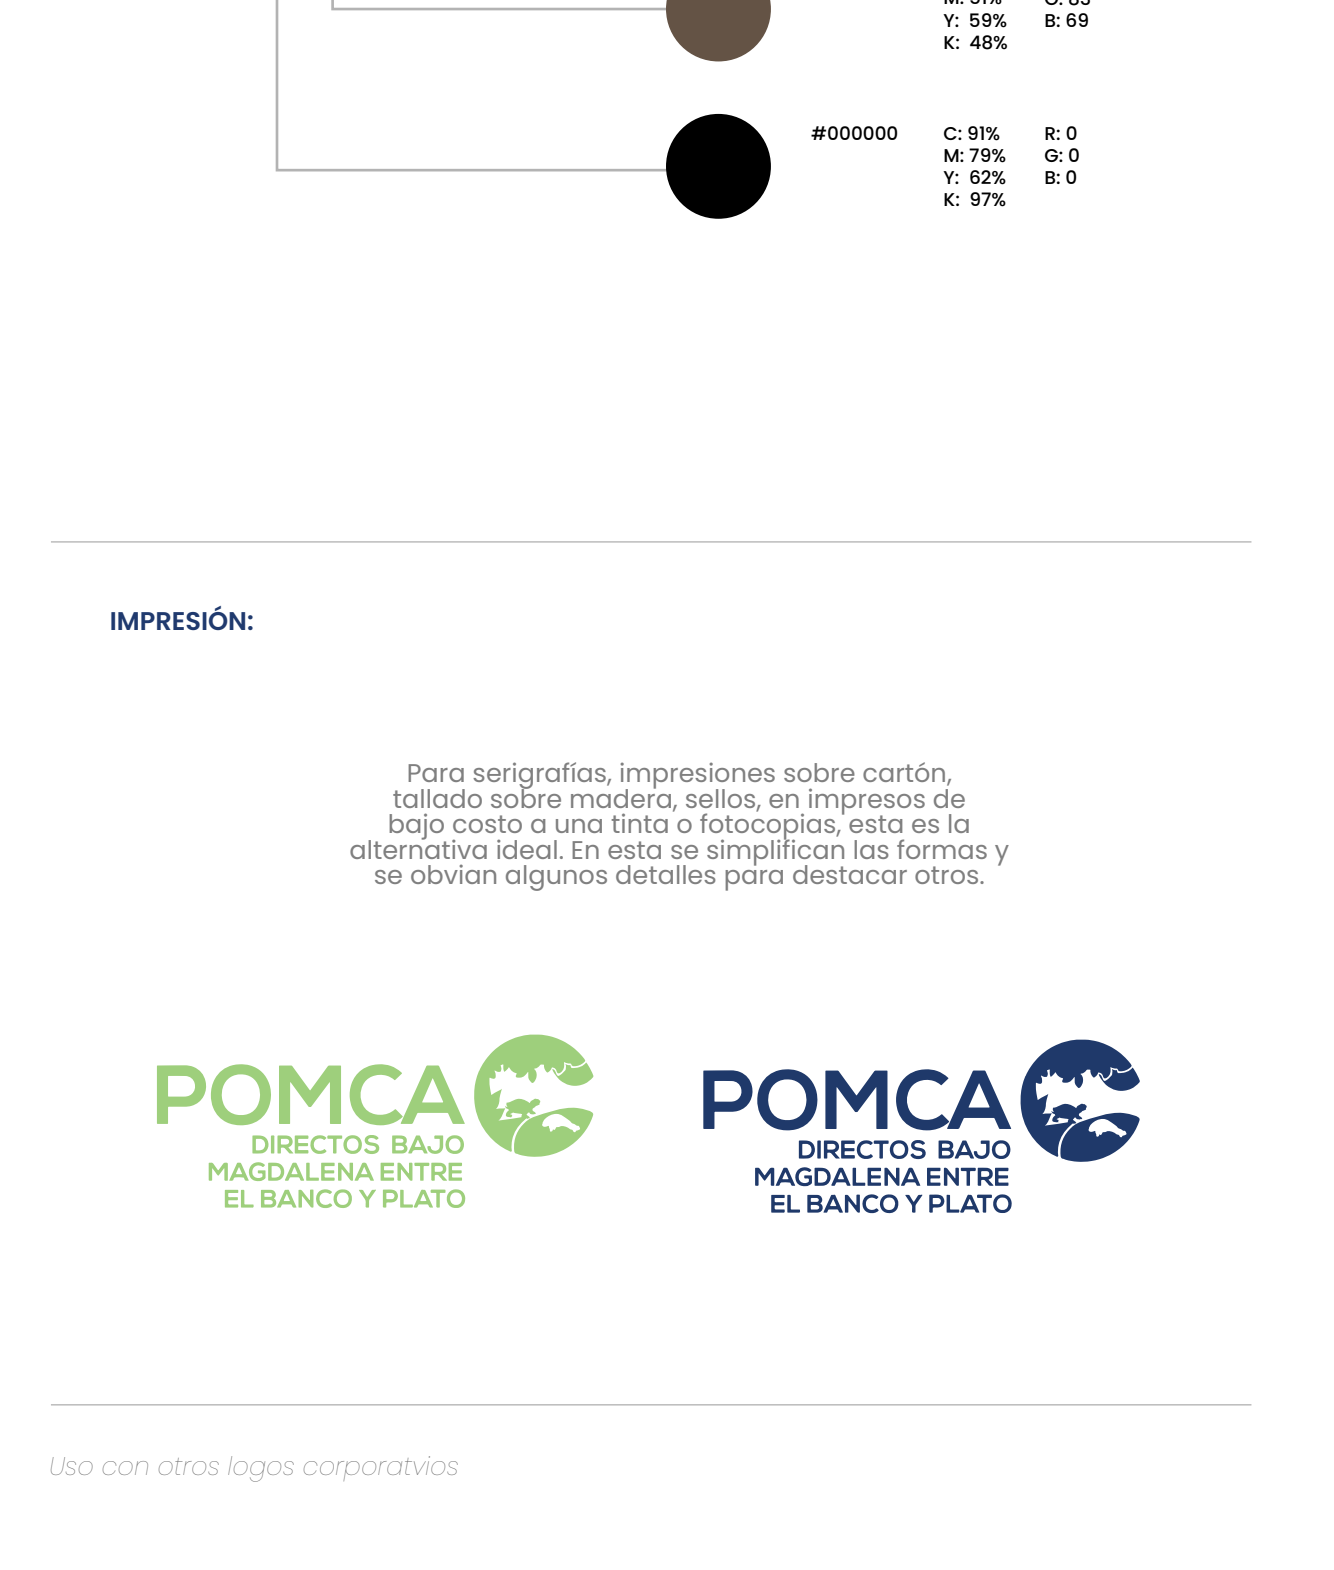 M: 51% G: 83
Y: 59% B: 69
K: 48%
#000000 C: 91% R: 0
M: 79% G: 0
Y: 62% B: 0
K: 97%
IMPRESIÓN:
Para serigrafías, impresiones sobre cartón,
tallado sobre madera, sellos, en impresos de
bajo costo a una tinta o fotocopias, esta es la
alternativa ideal. En esta se simplifican las formas y
se obvian algunos detalles para destacar otros.
POMCA
DIRECTOS BAJO
MAGDALENA ENTRE
EL BANCO Y PLATO
POMCA
DIRECTOS BAJO
MAGDALENA ENTRE
EL BANCO Y PLATO
Uso con otros logos corporatvios